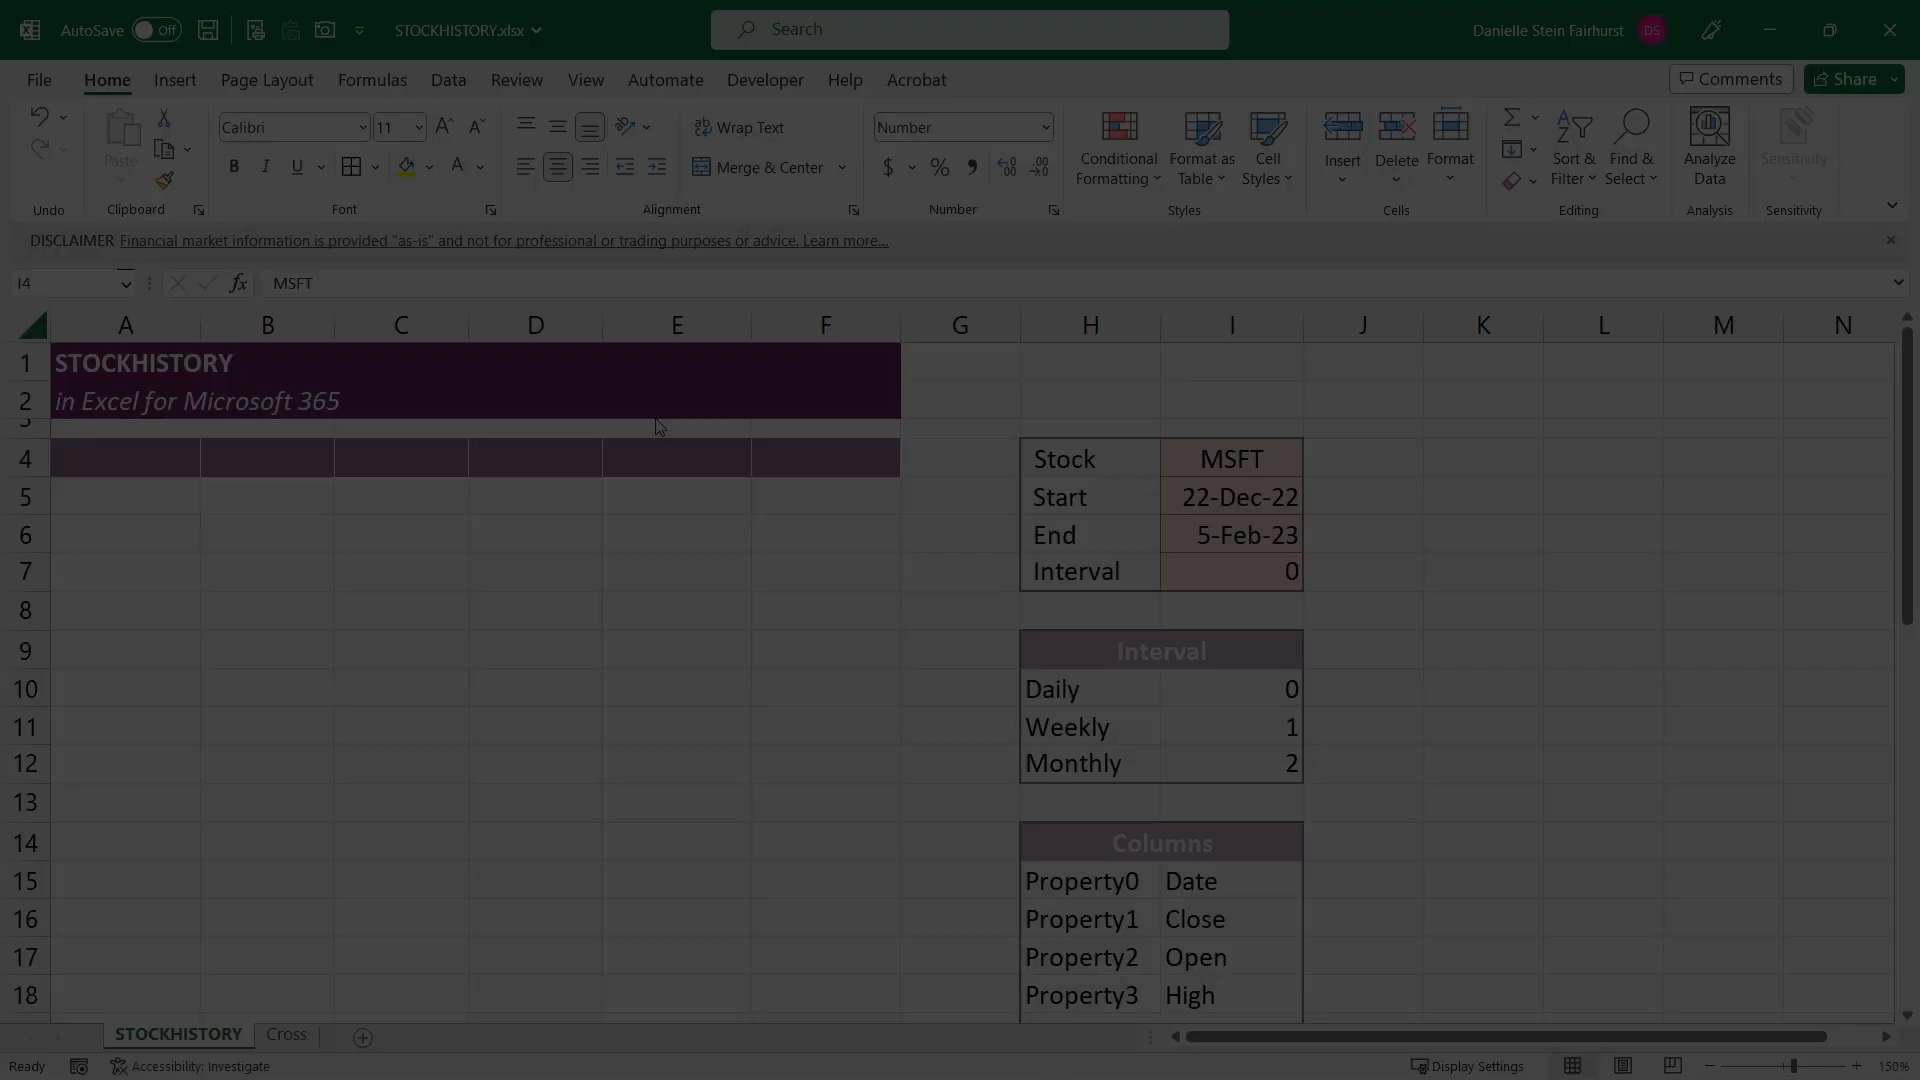 AutoSave Off STOCKHISTORY.xlsx Search Danielle Stein Fairhurst DS
File Home Insert Page Layout Formulas Data Review View Automate Developer Help Acrobat Comments Share
Paste Calibri 11 Wrap Text Number Conditional Formatting Format as Table Cell Styles Insert Delete Format Sort & Filter Find & Select Analyze Data Sensitivity
B I U A Merge & Center $ % 9
Undo Clipboard Font Alignment Number Styles Cells Editing Analysis Sensitivity
DISCLAIMER Financial market information is provided "as-is" and not for professional or trading purposes or advice. Learn more...
I4 fx MSFT
A B C D E F G H I J K L M N
1 STOCKHISTORY
2 in Excel for Microsoft 365
3
4 Stock MSFT
5 Start 22-Dec-22
6 End 5-Feb-23
7 Interval 0
8
9 Interval
10 Daily 0
11 Weekly 1
12 Monthly 2
13
14 Columns
15 Property0 Date
16 Property1 Close
17 Property2 Open
18 Property3 High
STOCKHISTORY Cross
Ready Accessibility: Investigate Display Settings 150%